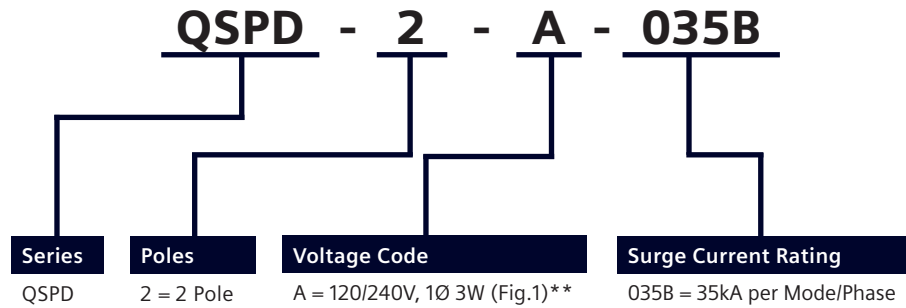 QSPD - 2 - A - 035B
Series Poles Voltage Code Surge Current Rating
QSPD 2 = 2 Pole A = 120/240V, 1Ø 3W (Fig.1)** 035B = 35kA per Mode/Phase